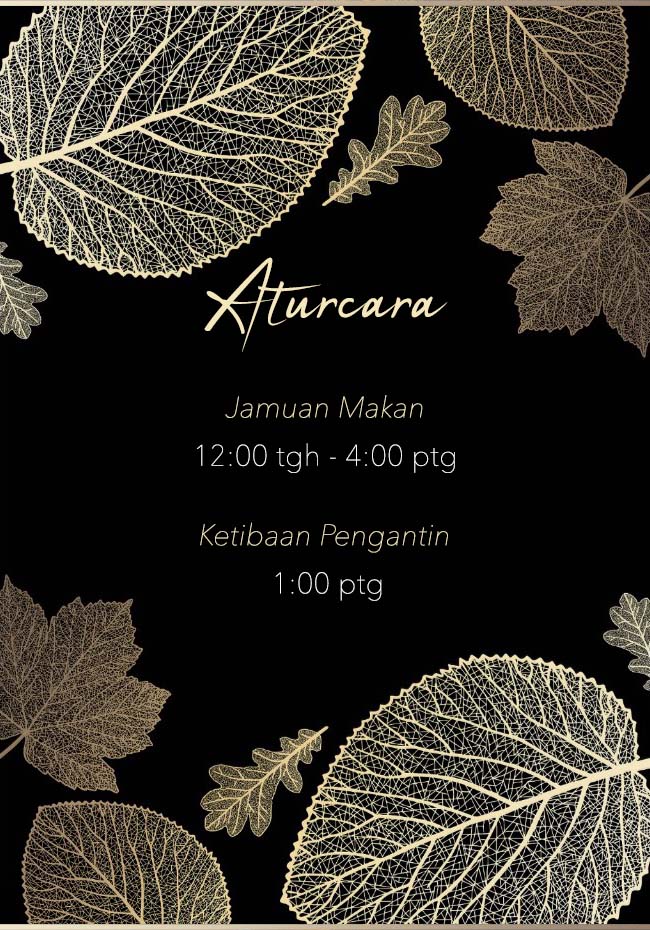 Aturcara
Jamuan Makan
12:00 tgh - 4:00 ptg
Ketibaan Pengantin
1:00 ptg